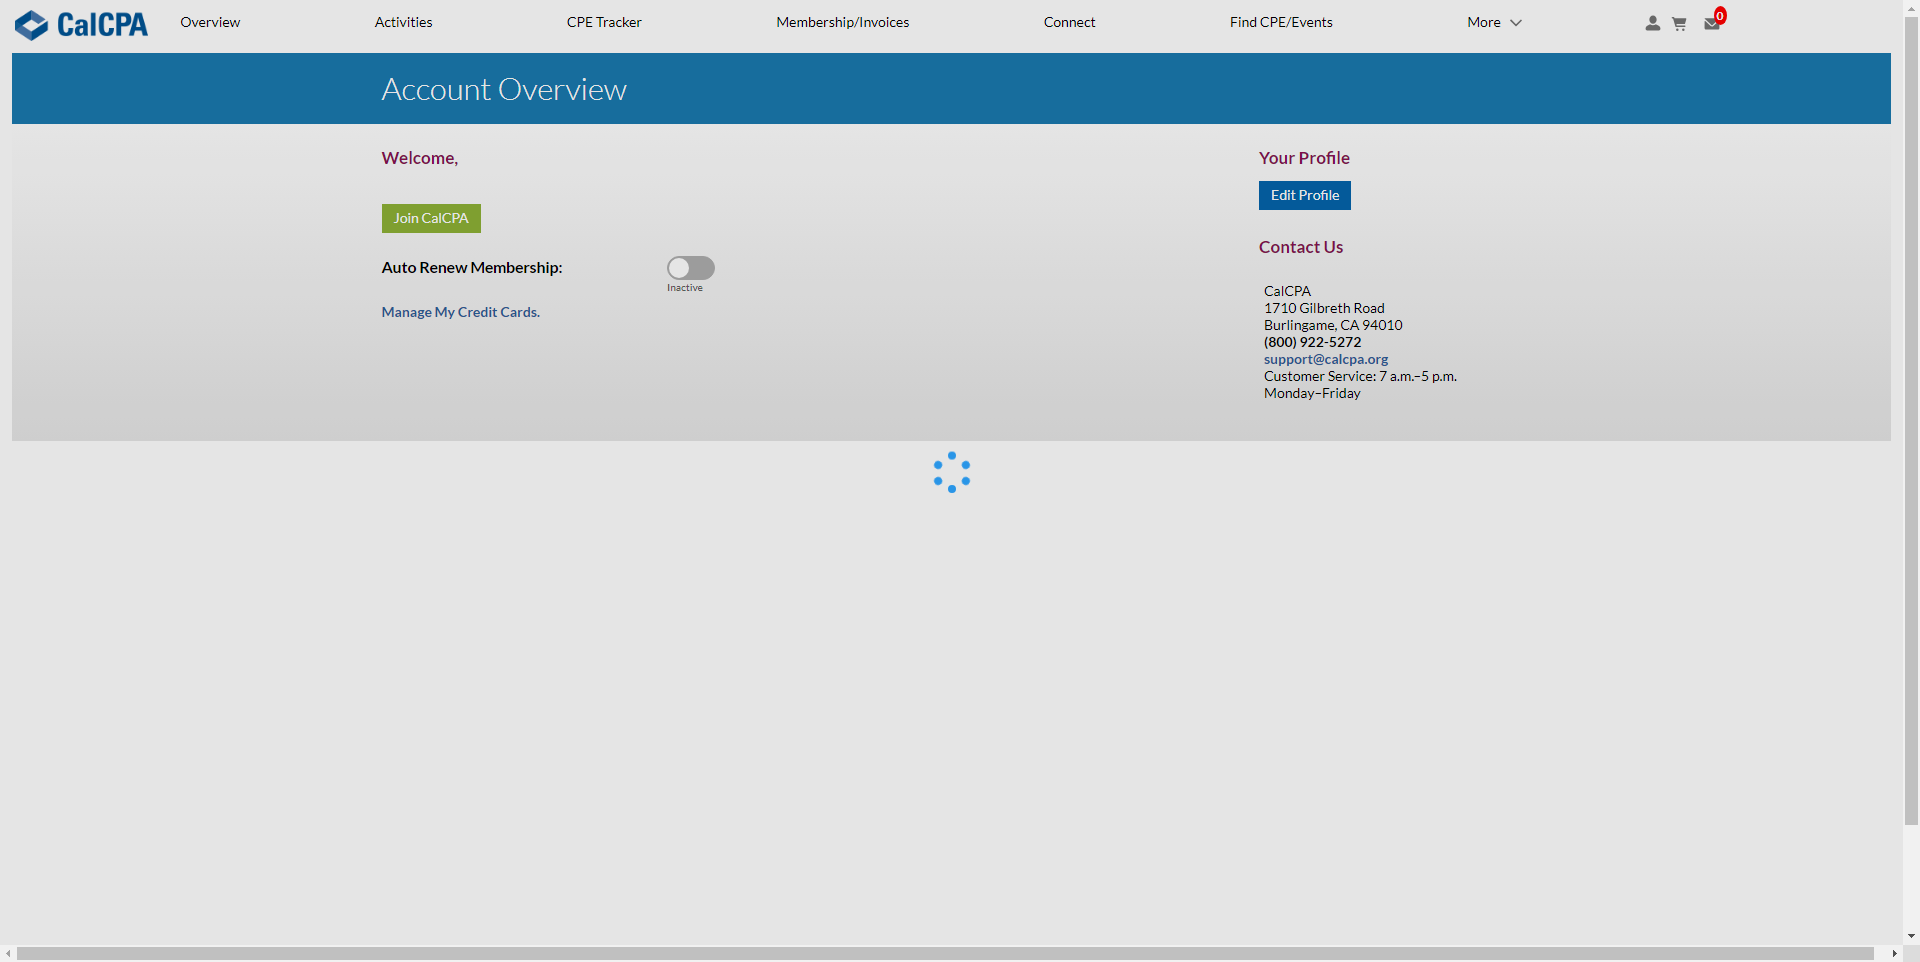 CalCPA
Overview
Activities
CPE Tracker
Membership/Invoices
Connect
Find CPE/Events
More
0
Account Overview
Welcome,
Join CalCPA
Auto Renew Membership:
Inactive
Manage My Credit Cards.
Your Profile
Edit Profile
Contact Us
CalCPA
1710 Gilbreth Road
Burlingame, CA 94010
(800) 922-5272
support@calcpa.org
Customer Service: 7 a.m.–5 p.m.
Monday–Friday